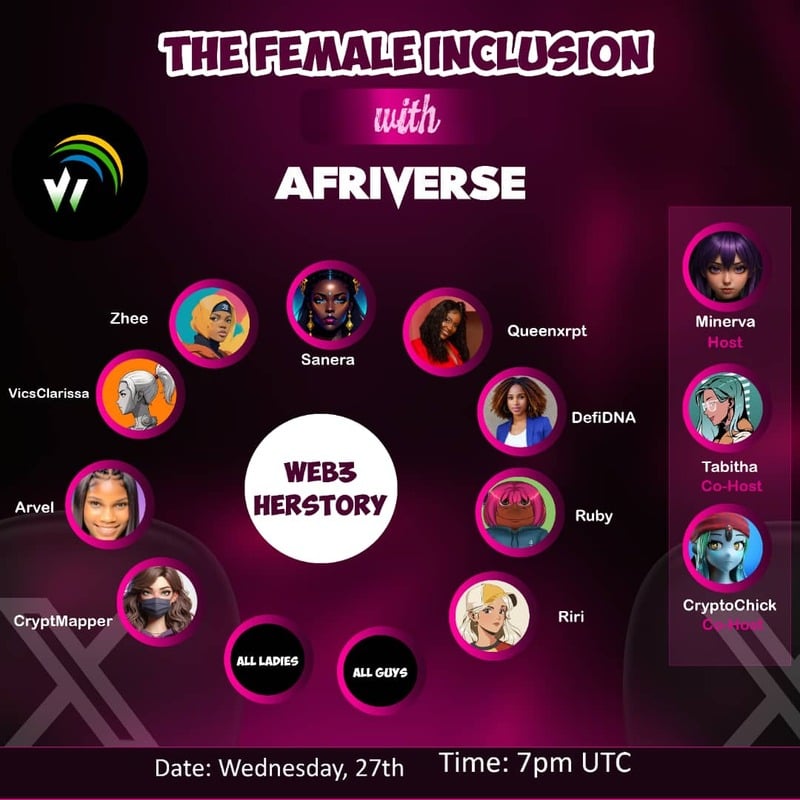 THE FEMALE INCLUSION
with
AFRIVERSE
Zhee
Sanera
Queenxrpt
VicsClarissa
DefiDNA
Arvel
WEB3
HERSTORY
Ruby
CryptMapper
Riri
ALL LADIES
ALL GUYS
Minerva
Host
Tabitha
Co-Host
CryptoChick
Co-Host
Date: Wednesday, 27th
Time: 7pm UTC